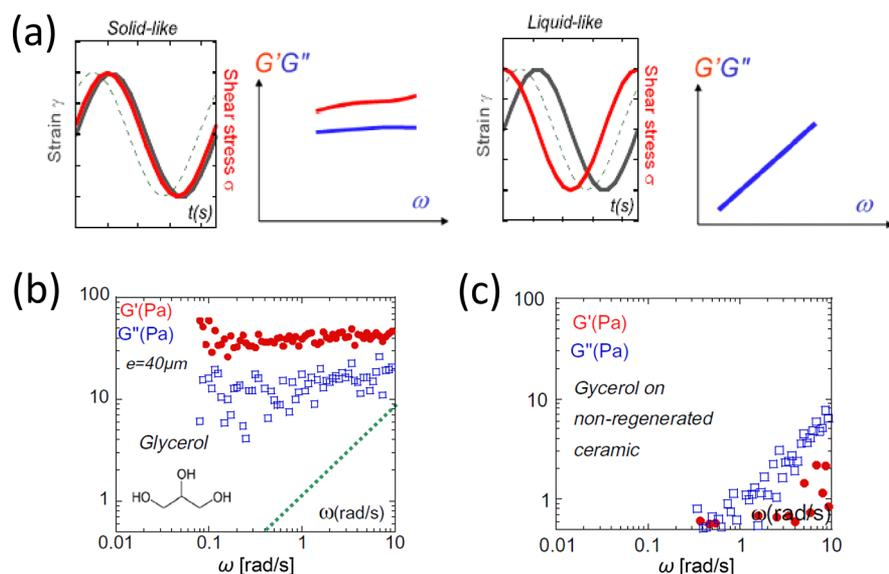 (a)
Solid-like
Strain γ
Shear stress σ
t(s)
G'G"
ω
Liquid-like
Strain γ
Shear stress σ
t(s)
G'G"
ω
(b)
100
10
1
G'(Pa)
G"(Pa)
e=40μm
Glycerol
OH
HO
OH
ω(rad/s)
0.01
0.1
1
10
ω [rad/s]
(c)
100
10
1
G'(Pa)
G"(Pa)
Gycerol on
non-regenerated
ceramic
ω(rad/s)
0.01
0.1
1
10
ω [rad/s]